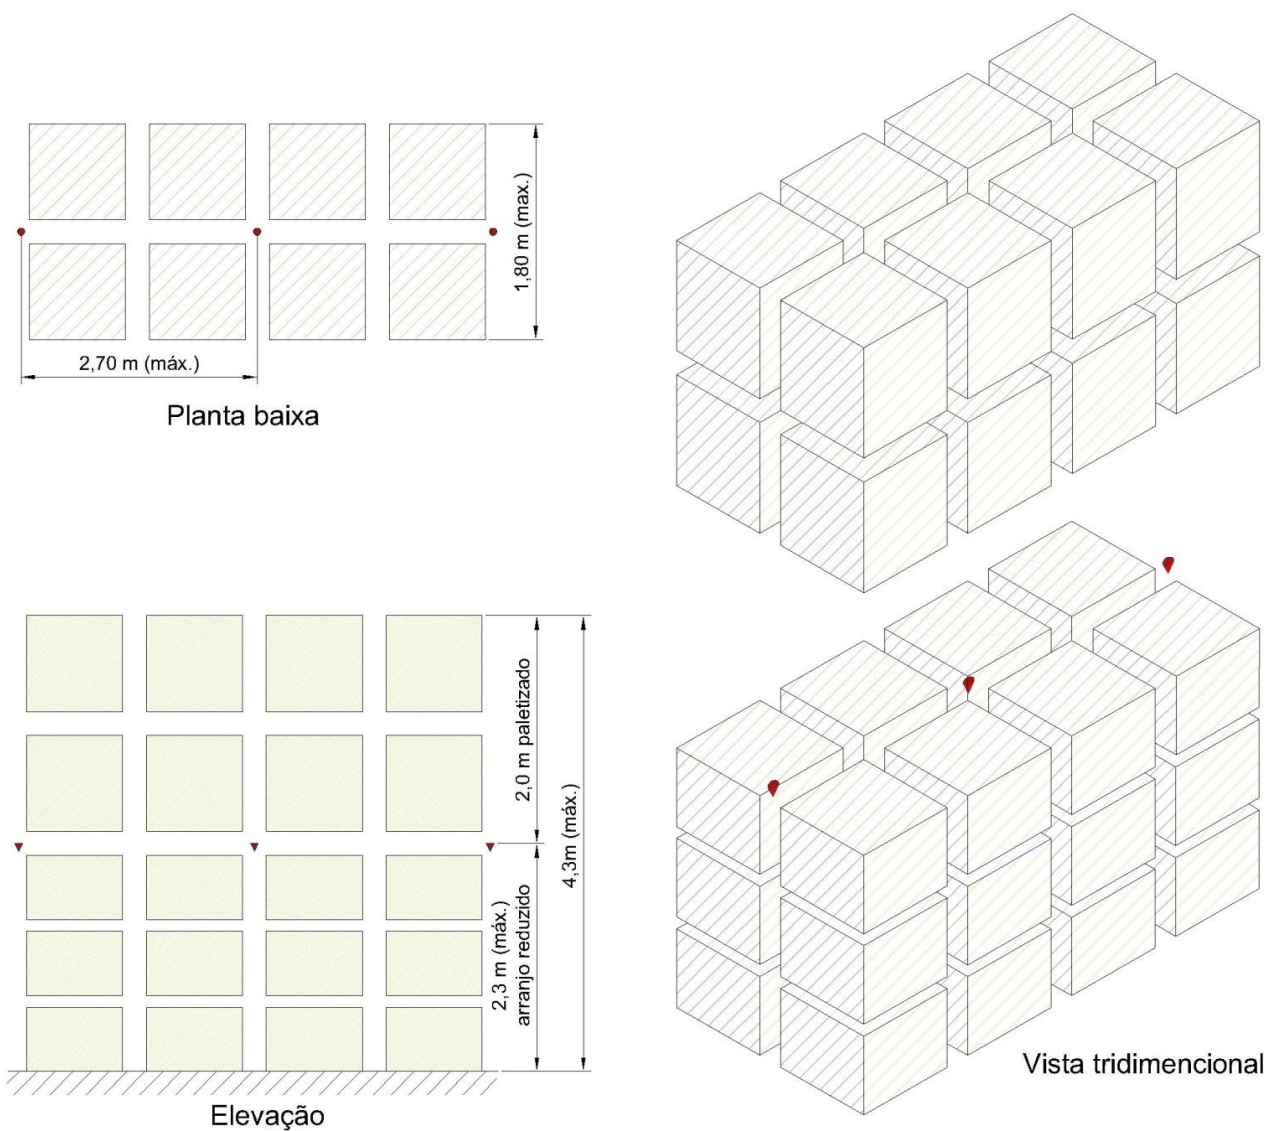 1,80 m (max.)
2,70 m (máx.)
Planta baixa
2,0 m paletizado
4,3m (máx.)
2,3 m (máx.)
arranjo reduzido
Elevação
Vista tridimencional